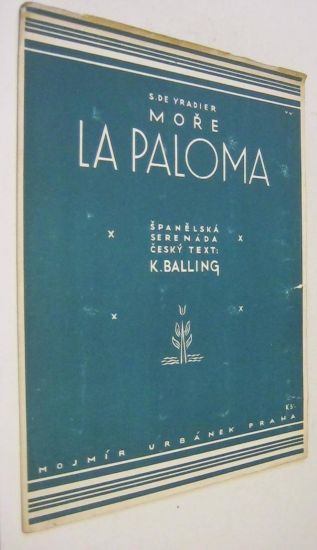 S. DE YRADIER
MOŘE
LA PALOMA
ŠPANĚLSKÁ
SERENADA
ČESKÝ TEXT:
K. BALLING
MOJMÍR URBÁNEK PRAHA